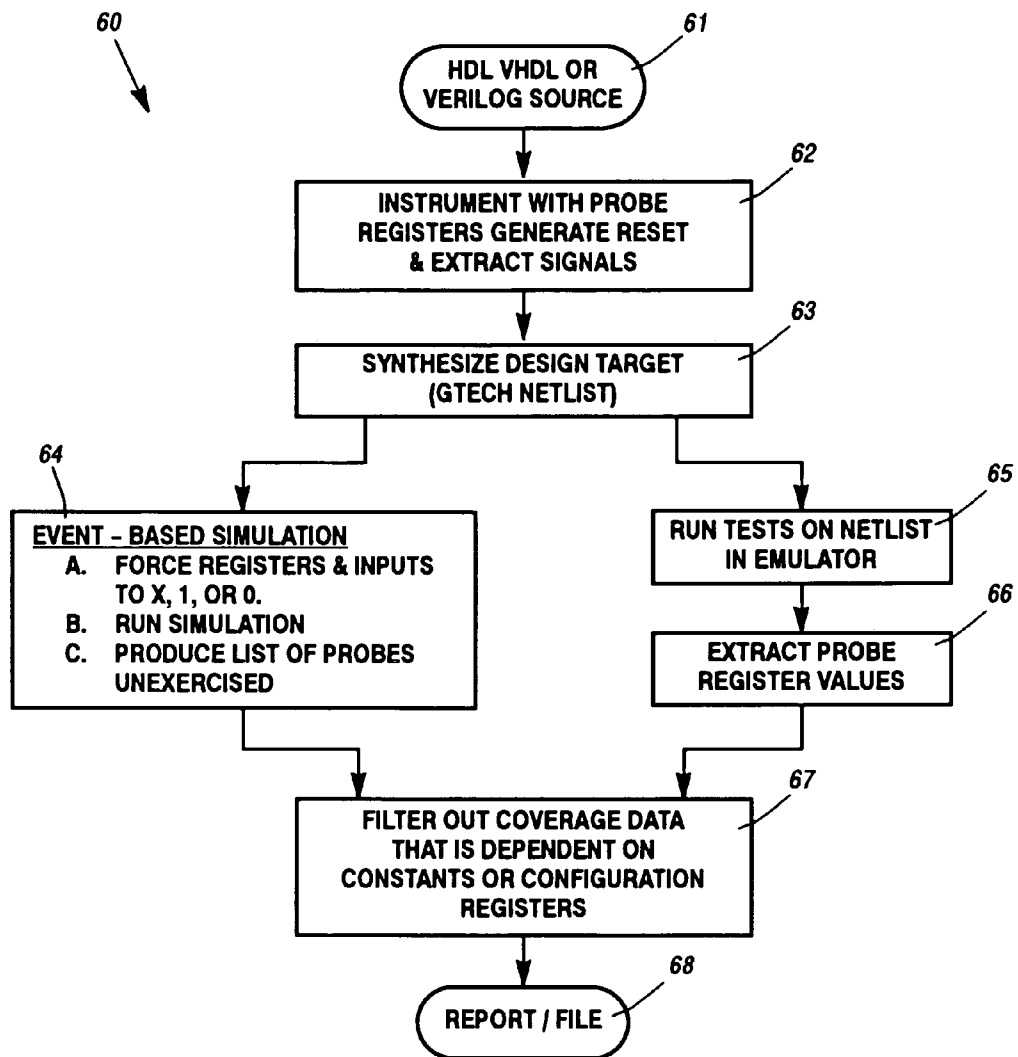 60
61
HDL VHDL OR
VERILOG SOURCE
62
INSTRUMENT WITH PROBE
REGISTERS GENERATE RESET
& EXTRACT SIGNALS
63
SYNTHESIZE DESIGN TARGET
(GTECH NETLIST)
64
EVENT – BASED SIMULATION
A. FORCE REGISTERS & INPUTS
TO X, 1, OR 0.
B. RUN SIMULATION
C. PRODUCE LIST OF PROBES
UNEXERCISED
65
RUN TESTS ON NETLIST
IN EMULATOR
66
EXTRACT PROBE
REGISTER VALUES
67
FILTER OUT COVERAGE DATA
THAT IS DEPENDENT ON
CONSTANTS OR CONFIGURATION
REGISTERS
68
REPORT / FILE